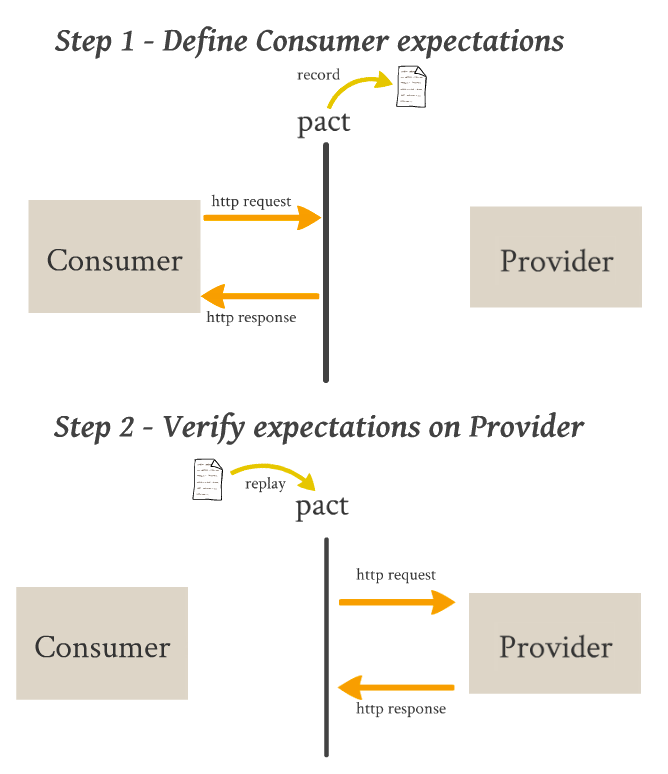 Step 1 - Define Consumer expectations
record
pact
http request
Consumer
Provider
http response
Step 2 - Verify expectations on Provider
replay
pact
http request
Consumer
Provider
http response